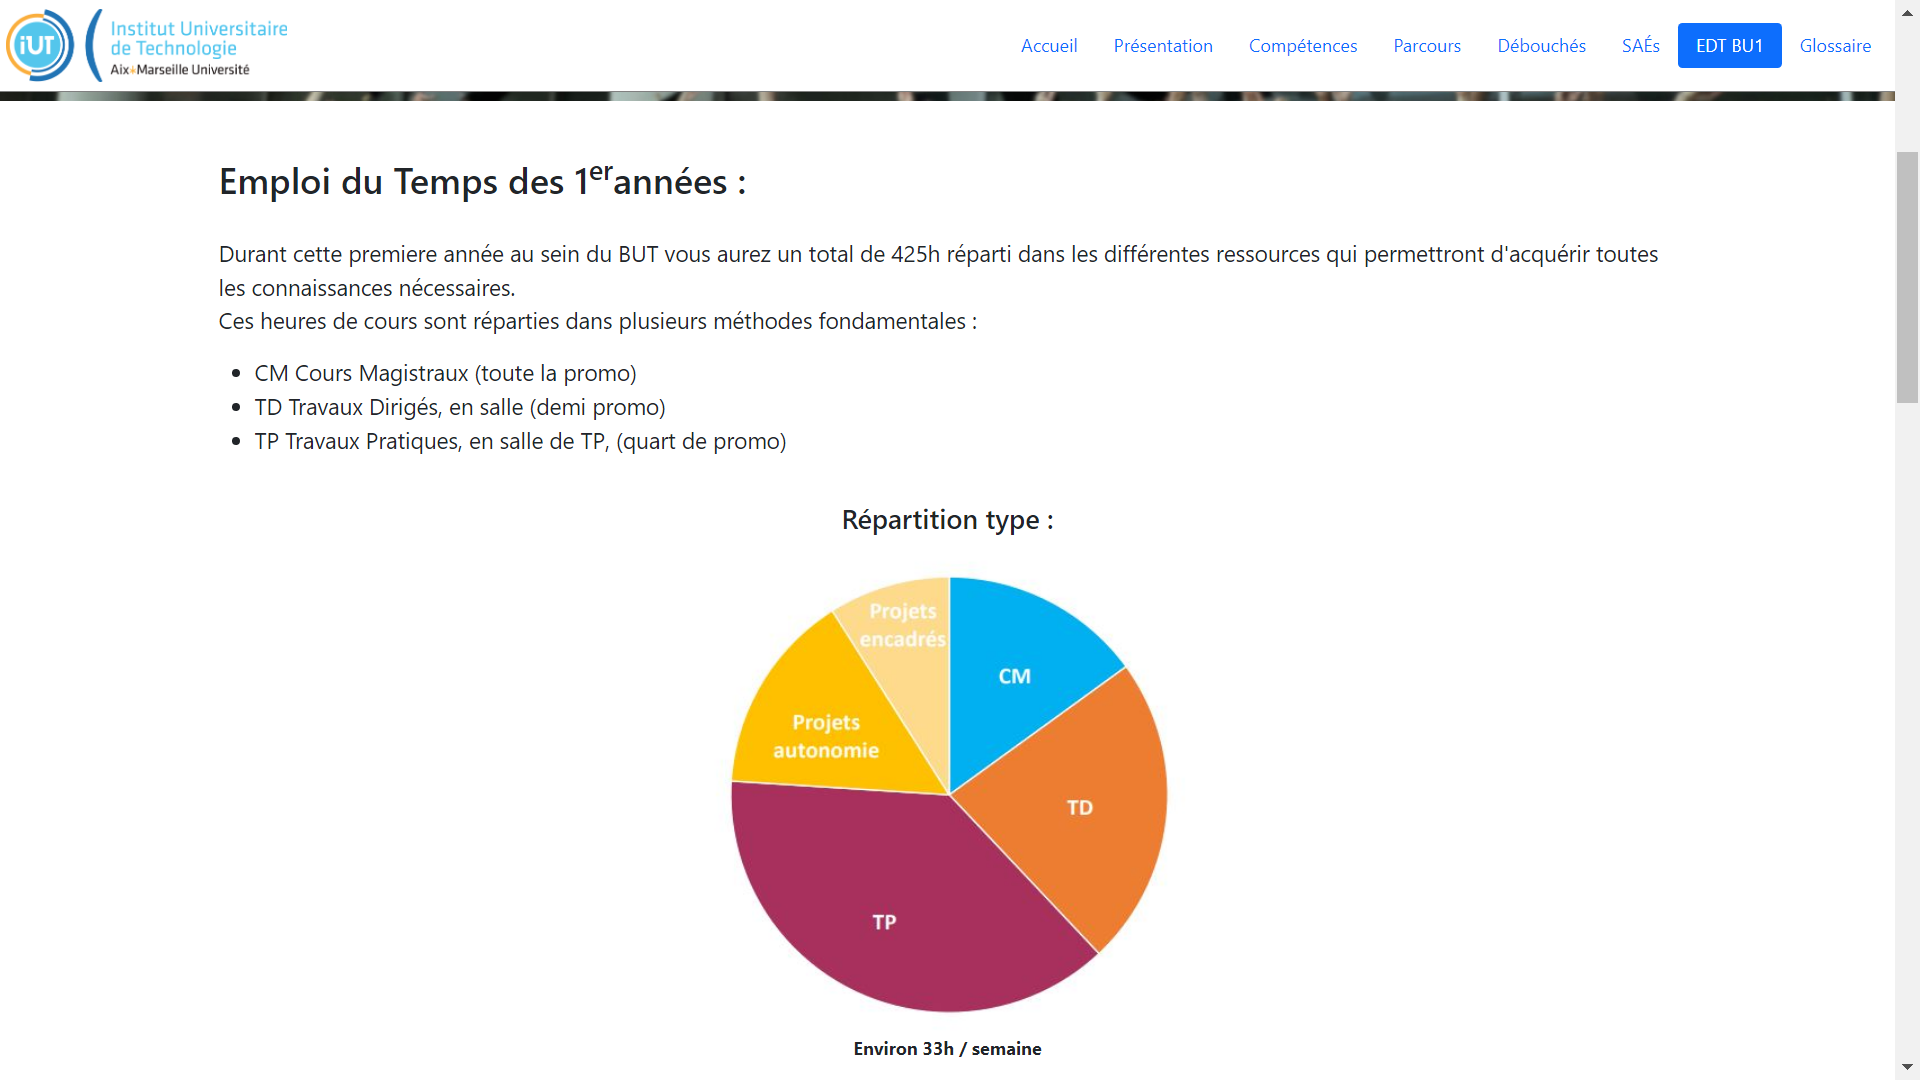 iUT
Institut Universitaire
de Technologie
Aix+Marseille Université
Accueil Présentation Compétences Parcours Débouchés SAÉs EDT BU1 Glossaire
Emploi du Temps des 1er années :
Durant cette premiere année au sein du BUT vous aurez un total de 425h réparti dans les différentes ressources qui permettront d'acquérir toutes
les connaissances nécessaires.
Ces heures de cours sont réparties dans plusieurs méthodes fondamentales :
• CM Cours Magistraux (toute la promo)
• TD Travaux Dirigés, en salle (demi promo)
• TP Travaux Pratiques, en salle de TP, (quart de promo)
Répartition type :
Projets
encadrés
CM
Projets
autonomie
TD
TP
Environ 33h / semaine